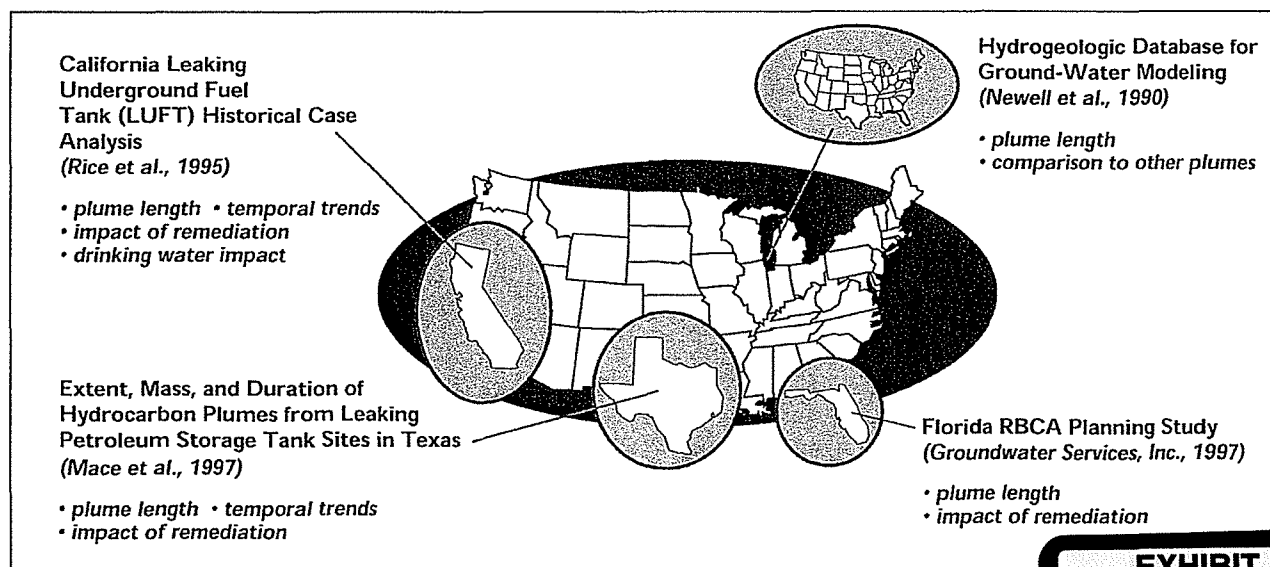 California Leaking
Underground Fuel
Tank (LUFT) Historical Case
Analysis
(Rice et al., 1995)
• plume length • temporal trends
• impact of remediation
• drinking water impact
Hydrogeologic Database for
Ground-Water Modeling
(Newell et al., 1990)
• plume length
• comparison to other plumes
Extent, Mass, and Duration of
Hydrocarbon Plumes from Leaking
Petroleum Storage Tank Sites in Texas
(Mace et al., 1997)
• plume length • temporal trends
• impact of remediation
Florida RBCA Planning Study
(Groundwater Services, Inc., 1997)
• plume length
• impact of remediation
EXHIBIT